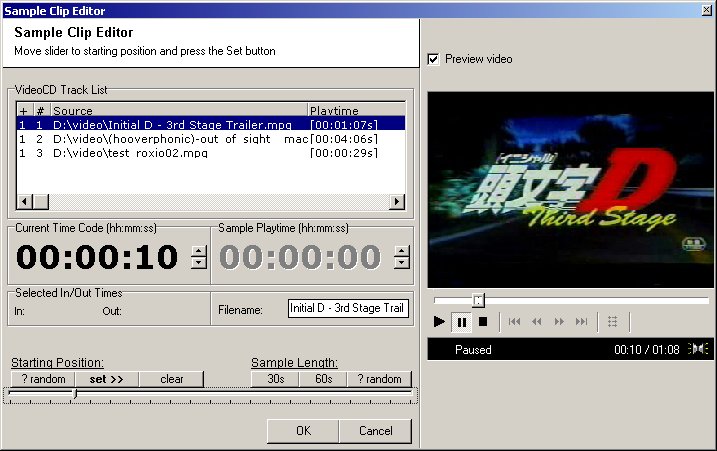 Sample Clip Editor
Sample Clip Editor
Move slider to starting position and press the Set button
Preview video
VideoCD Track List
+ # Source Playtime
1 1 D:\video\Initial D - 3rd Stage Trailer.mpg [00:01:07s]
1 2 D:\video\(hooverphonic)-out of sight mac [00:04:06s]
1 3 D:\video\test_roxio02.mpg [00:00:29s]
[イニシャル]
頭文字D
Third Stage
Current Time Code (hh:mm:ss)
00:00:10
Sample Playtime (hh:mm:ss)
00:00:00
Selected In/Out Times
In: Out:
Filename: Initial D - 3rd Stage Trail
Paused 00:10 / 01:08
Starting Position:
? random set >> clear
Sample Length:
30s 60s ? random
OK Cancel